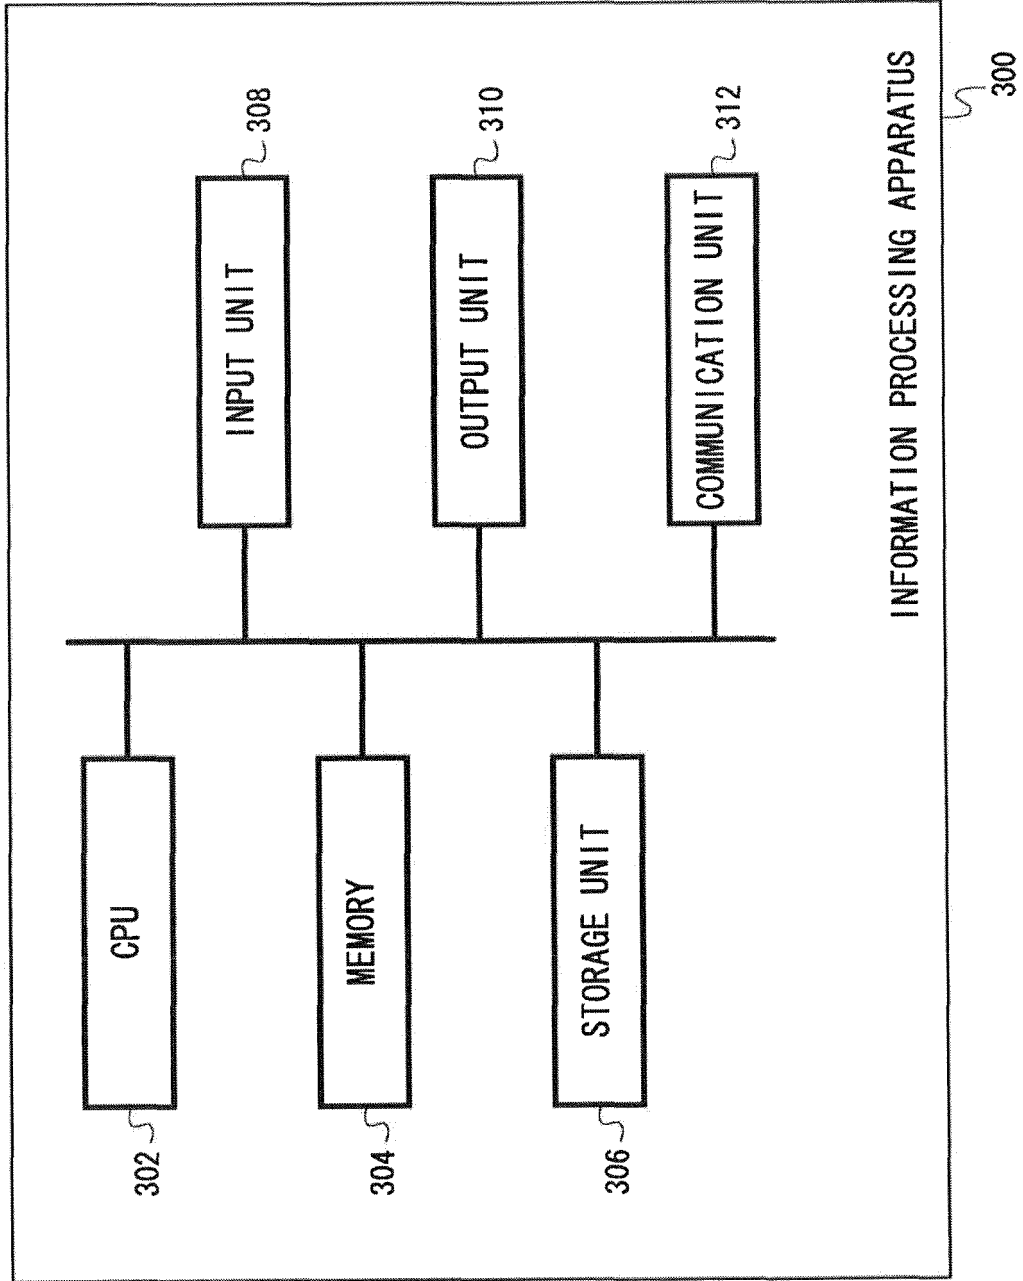 302
CPU
INPUT UNIT
308
304
MEMORY
OUTPUT UNIT
310
306
STORAGE UNIT
COMMUNICATION UNIT
312
INFORMATION PROCESSING APPARATUS
300